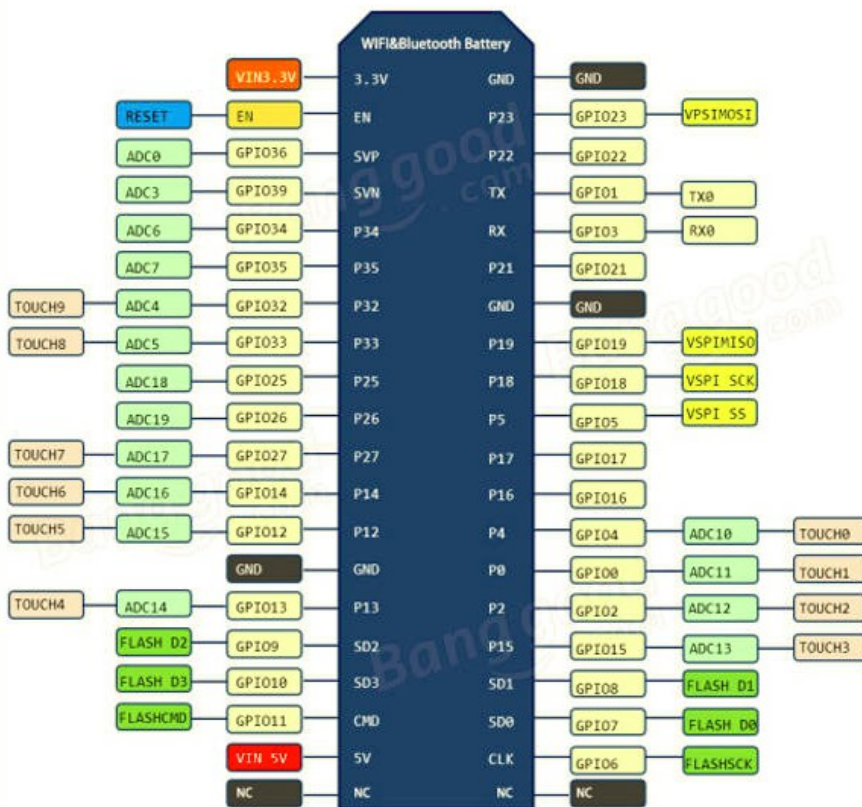 WIFI&Bluetooth Battery
VIN3.3V 3.3V GND GND
RESET EN EN P23 GPIO23 VPSIMOSI
ADC0 GPIO36 SVP P22 GPIO22
ADC3 GPIO39 SVN TX GPIO1 TX0
ADC6 GPIO34 P34 RX GPIO3 RX0
ADC7 GPIO35 P35 P21 GPIO21
TOUCH9 ADC4 GPIO32 P32 GND GND
TOUCH8 ADC5 GPIO33 P33 P19 GPIO19 VSPIMISO
ADC18 GPIO25 P25 P18 GPIO18 VSPI SCK
ADC19 GPIO26 P26 P5 GPIO5 VSPI SS
TOUCH7 ADC17 GPIO27 P27 P17 GPIO17
TOUCH6 ADC16 GPIO14 P14 P16 GPIO16
TOUCH5 ADC15 GPIO12 P12 P4 GPIO4 ADC10 TOUCH0
GND GND P0 GPIO0 ADC11 TOUCH1
TOUCH4 ADC14 GPIO13 P13 P2 GPIO2 ADC12 TOUCH2
FLASH D2 GPIO9 SD2 P15 GPIO15 ADC13 TOUCH3
FLASH D3 GPIO10 SD3 SD1 GPIO8 FLASH D1
FLASHCMD GPIO11 CMD SD0 GPIO7 FLASH D0
VIN 5V 5V CLK GPIO6 FLASHSCK
NC NC NC NC
Banggood
.com
Banggood
.com
Banggood
Banggood